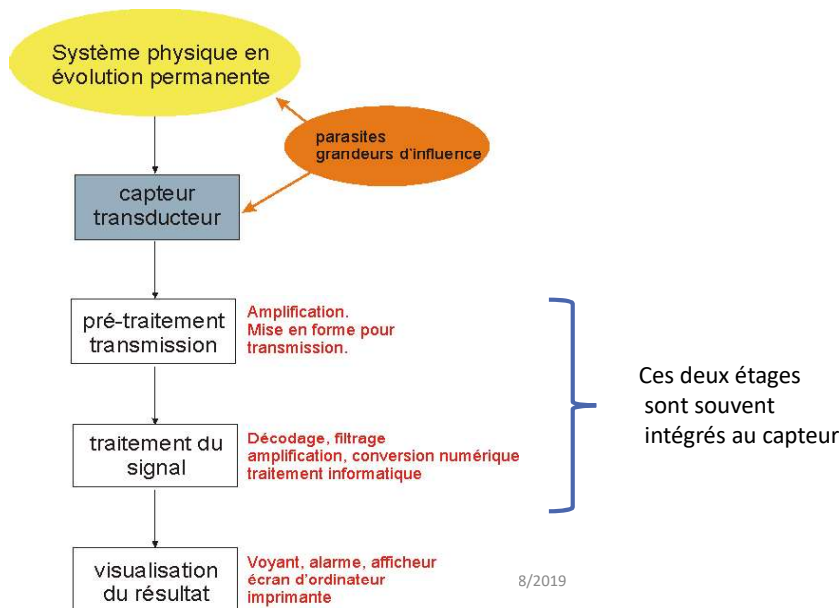 Système physique en
évolution permanente
parasites
grandeurs d'influence
capteur
transducteur
pré-traitement
transmission
Amplification.
Mise en forme pour
transmission.
Ces deux étages
sont souvent
intégrés au capteur
traitement du
signal
Décodage, filtrage
amplification, conversion numérique
traitement informatique
visualisation
du résultat
Voyant, alarme, afficheur
écran d'ordinateur
imprimante
8/2019